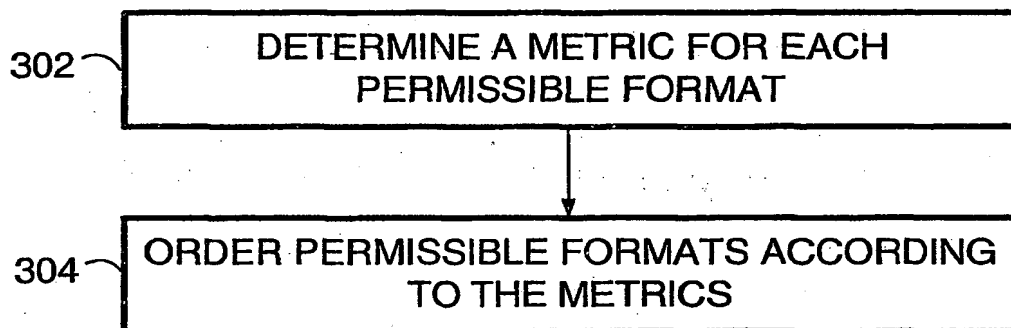 302
DETERMINE A METRIC FOR EACH
PERMISSIBLE FORMAT
304
ORDER PERMISSIBLE FORMATS ACCORDING
TO THE METRICS